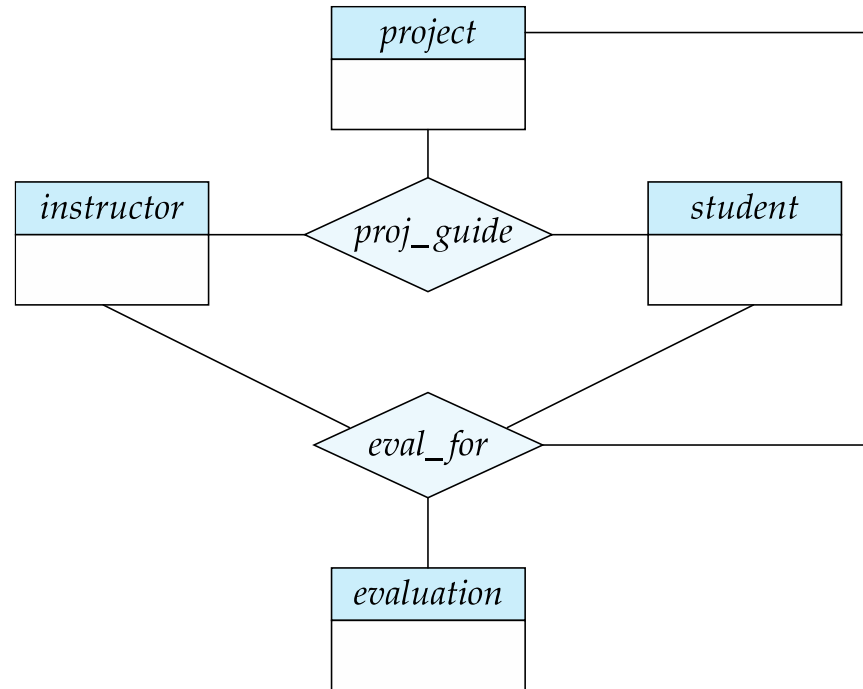 project
instructor
proj_guide
student
eval_for
evaluation